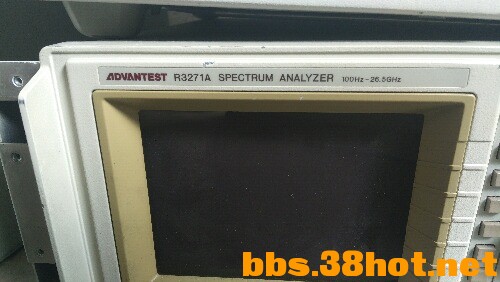 ADVANTEST R3271A SPECTRUM ANALYZER 100Hz-26.5GHz
bbs.38hot.net